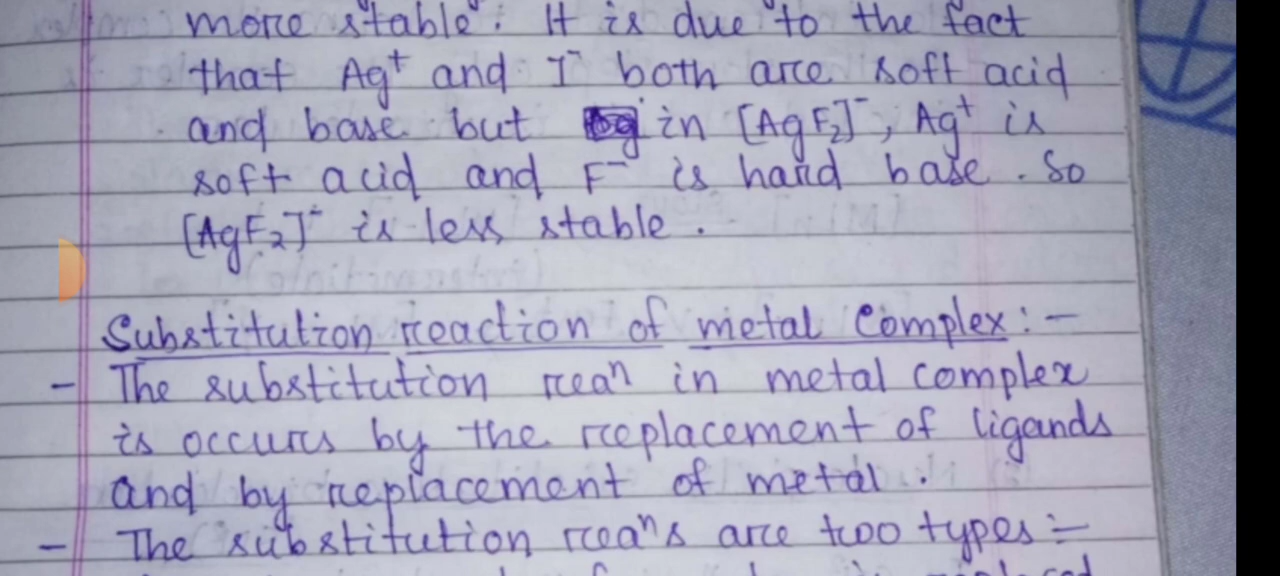 more stable. It is due to the fact
that Ag⁺ and I⁻ both are soft acid
and base but in [AgF₂]⁻, Ag⁺ is
soft acid and F⁻ is hard base. So
[AgF₂]⁻ is less stable.
Substitution reaction of metal Complex:-
- The substitution reaⁿ in metal complex
is occurs by the replacement of ligands
and by replacement of metal.
- The substitution reaⁿs are two types :-